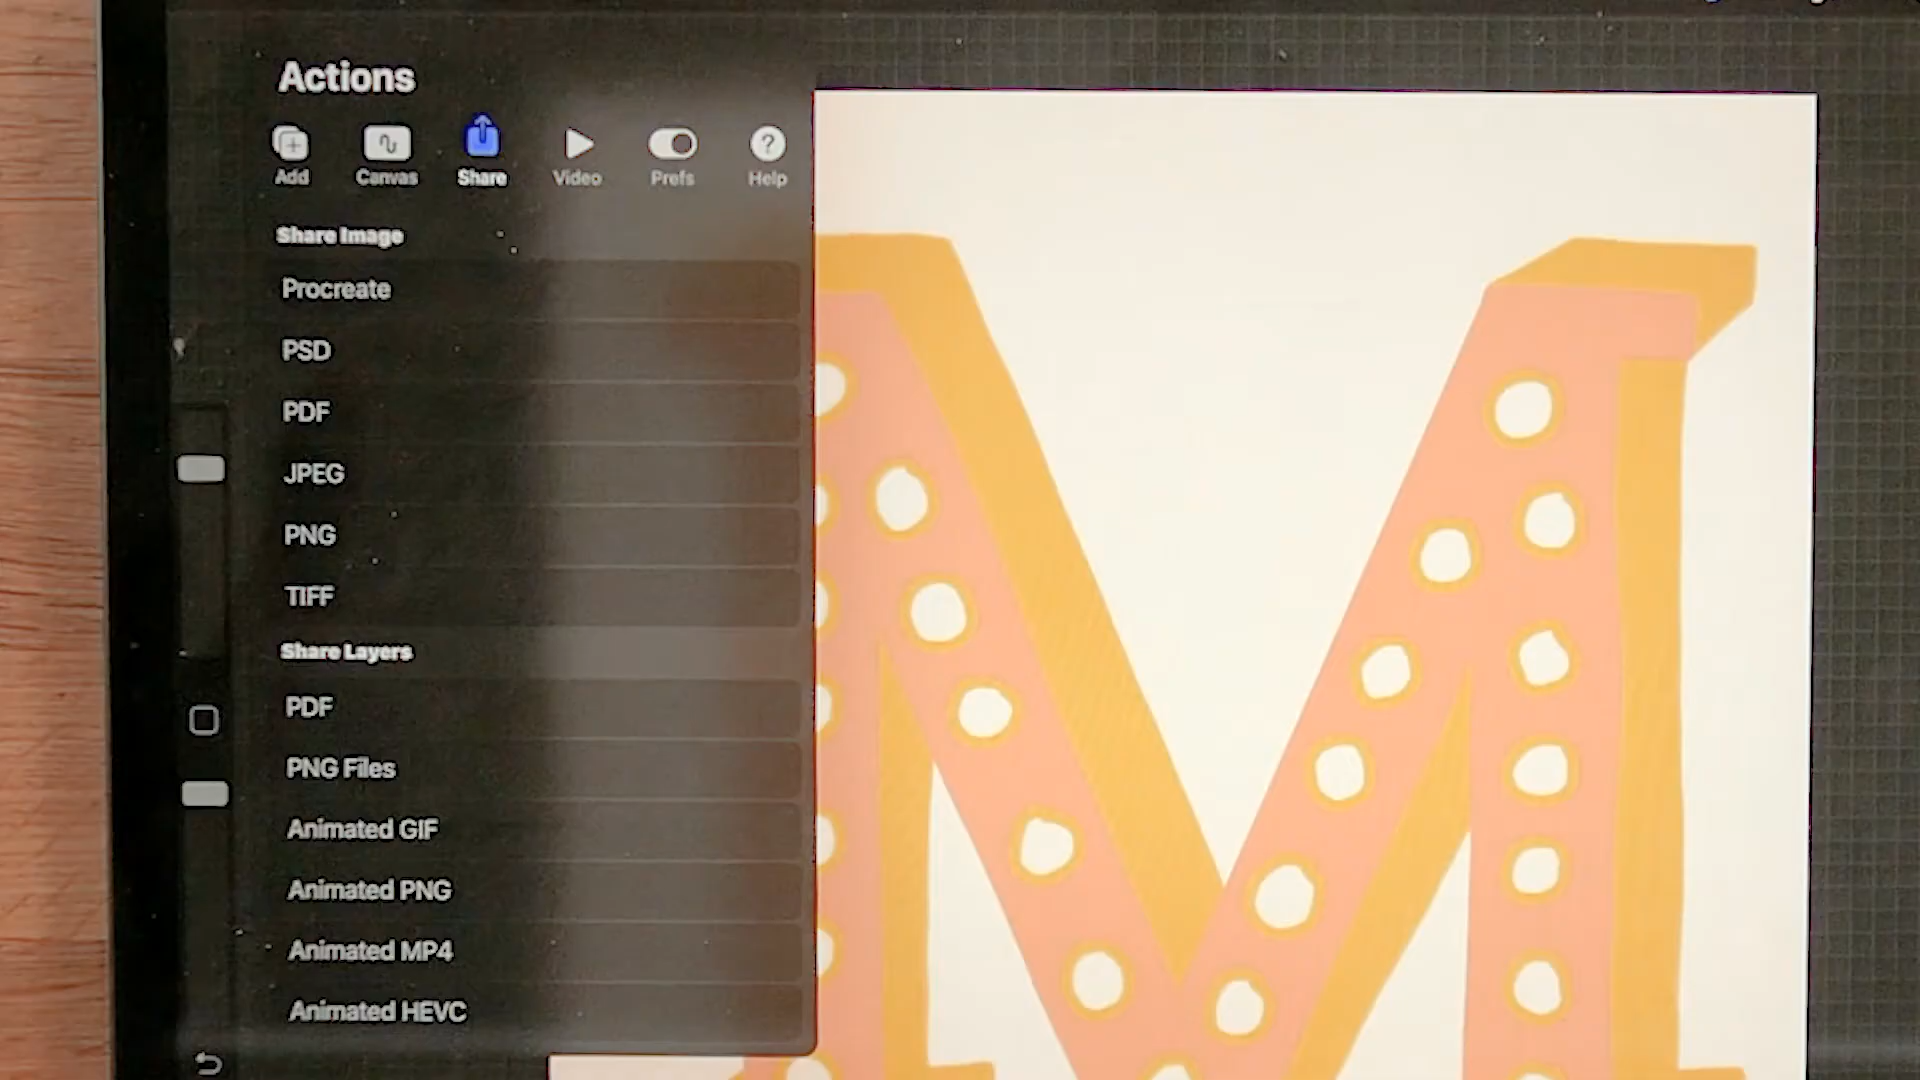 Actions
Add Canvas Share Video Prefs Help
Share Image
Procreate
PSD
PDF
JPEG
PNG
TIFF
Share Layers
PDF
PNG Files
Animated GIF
Animated PNG
Animated MP4
Animated HEVC
M